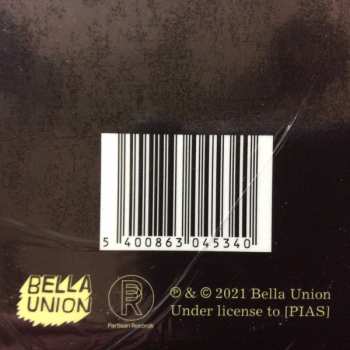 5 400863 045340
BELLA
UNION
R
Partisan Records
℗ & © 2021 Bella Union
Under license to [PIAS]